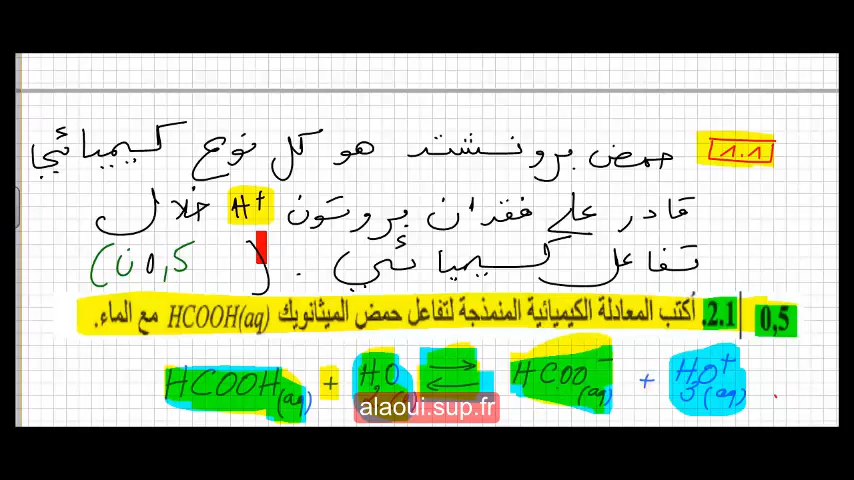 1.1 حمض برونشتد هو كل نوع كيميائي
قادر على فقدان بروتون H⁺ خلال
تفاعل كيميائي . (0,5 ن)
0,5 | 2.1. أكتب المعادلة الكيميائية المنمذجة لتفاعل حمض الميثانويك HCOOH(aq) مع الماء.
HCOOH(aq) + H₂O ⇌ HCOO⁻(aq) + H₃O⁺(aq)
alaoui.sup.fr